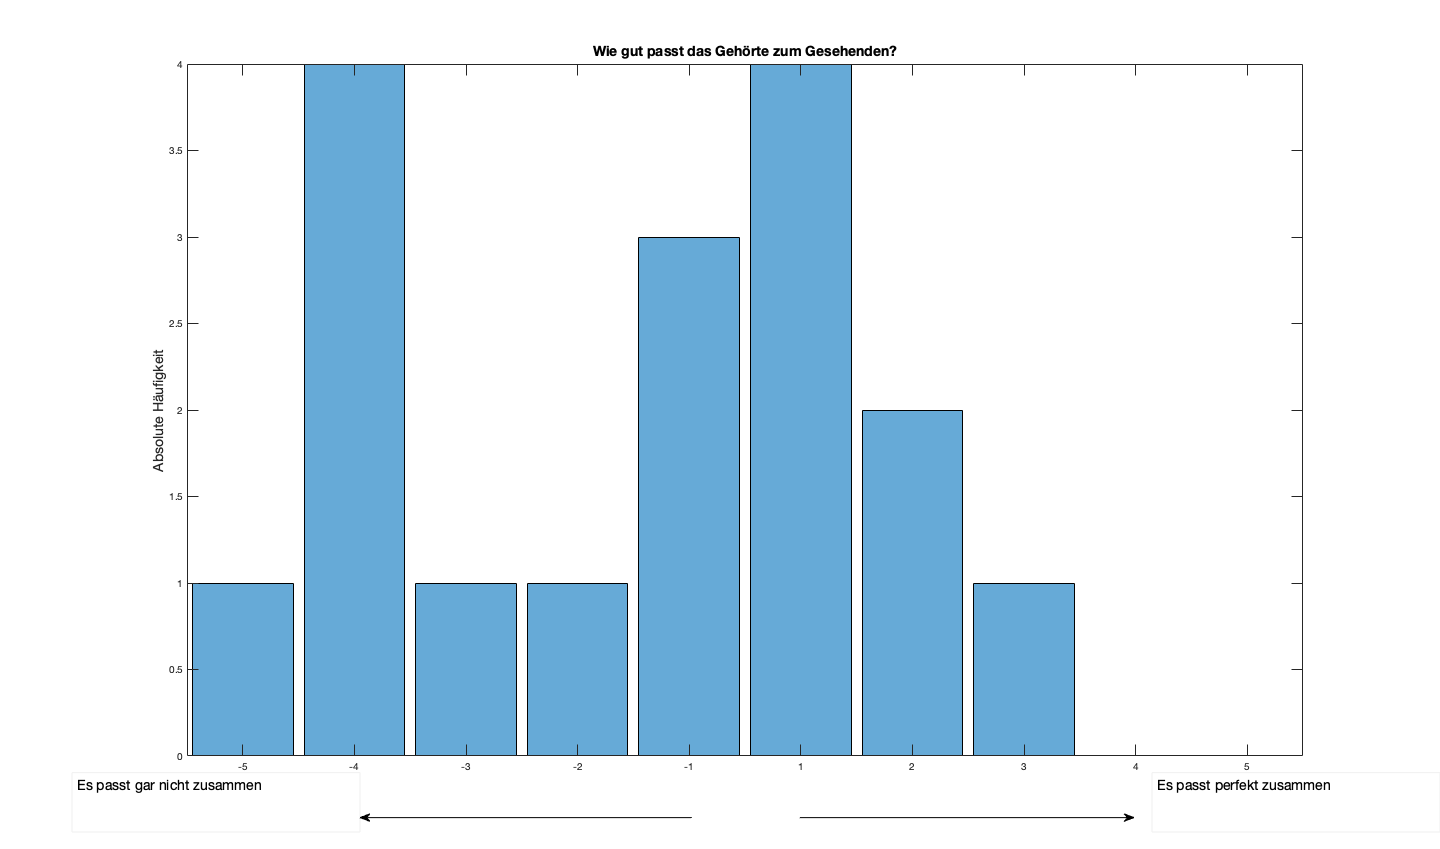 Wie gut passt das Gehörte zum Gesehenden?
4
3.5
3
2.5
2
1.5
1
0.5
0
Absolute Häufigkeit
-5 -4 -3 -2 -1 1 2 3 4 5
Es passt gar nicht zusammen
Es passt perfekt zusammen